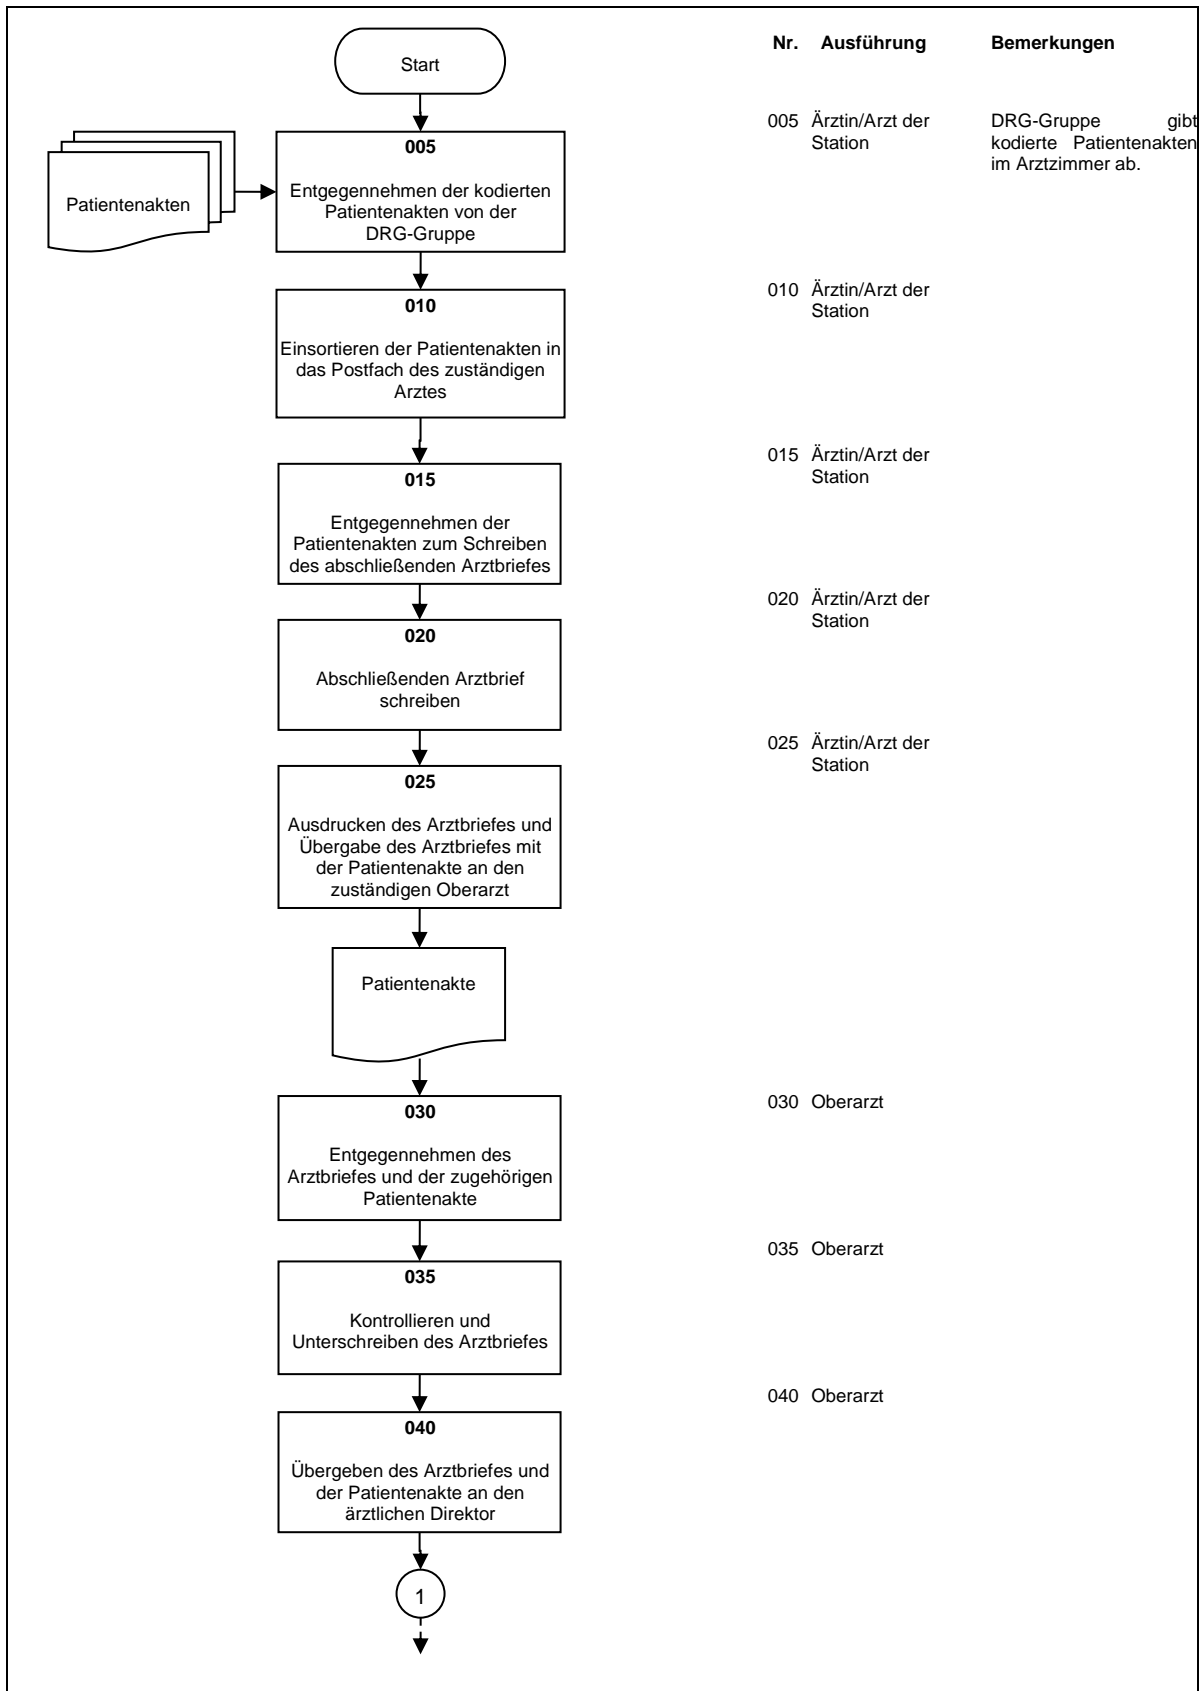 Nr. Ausführung Bemerkungen
Start
005 Ärztin/Arzt der
Station
DRG-Gruppe gibt
kodierte Patientenakten
im Arztzimmer ab.
Patientenakten
005
Entgegennehmen der kodierten
Patientenakten von der
DRG-Gruppe
010 Ärztin/Arzt der
Station
010
Einsortieren der Patientenakten in
das Postfach des zuständigen
Arztes
015 Ärztin/Arzt der
Station
015
Entgegennehmen der
Patientenakten zum Schreiben
des abschließenden Arztbriefes
020 Ärztin/Arzt der
Station
020
Abschließenden Arztbrief
schreiben
025 Ärztin/Arzt der
Station
025
Ausdrucken des Arztbriefes und
Übergabe des Arztbriefes mit
der Patientenakte an den
zuständigen Oberarzt
Patientenakte
030 Oberarzt
030
Entgegennehmen des
Arztbriefes und der zugehörigen
Patientenakte
035 Oberarzt
035
Kontrollieren und
Unterschreiben des Arztbriefes
040 Oberarzt
040
Übergeben des Arztbriefes und
der Patientenakte an den
ärztlichen Direktor
1